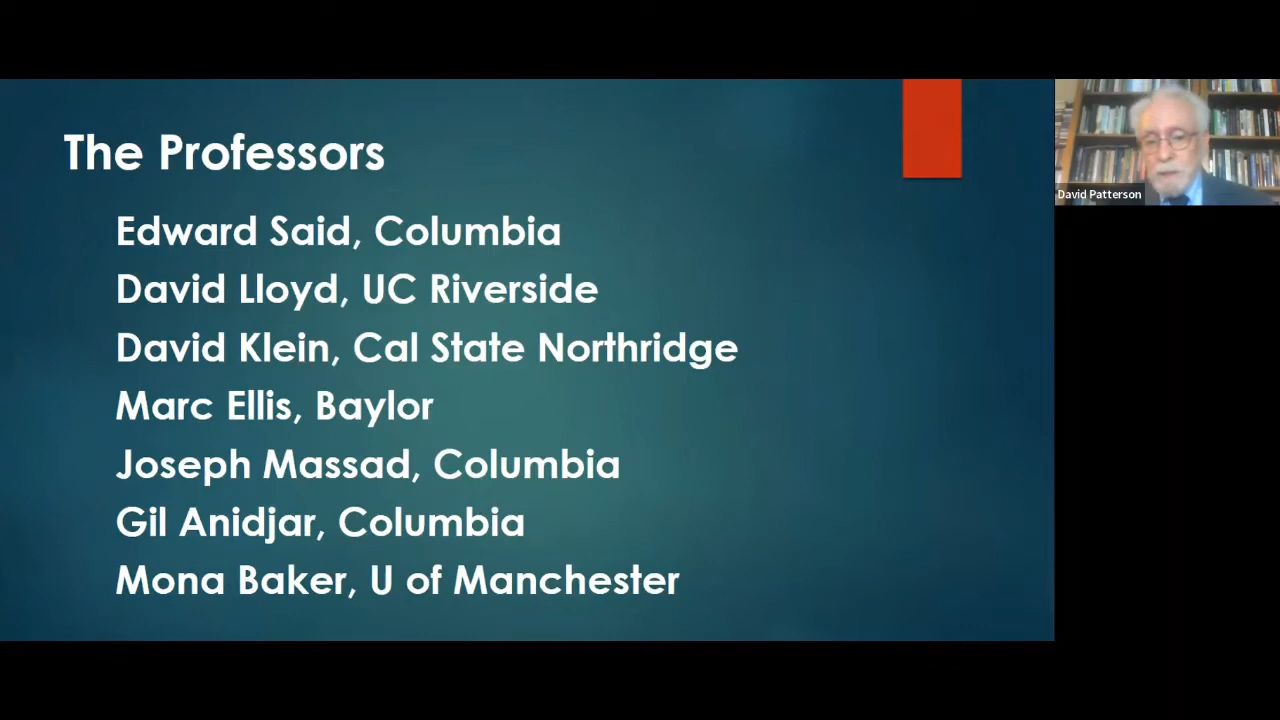 The Professors
Edward Said, Columbia
David Lloyd, UC Riverside
David Klein, Cal State Northridge
Marc Ellis, Baylor
Joseph Massad, Columbia
Gil Anidjar, Columbia
Mona Baker, U of Manchester
David Patterson